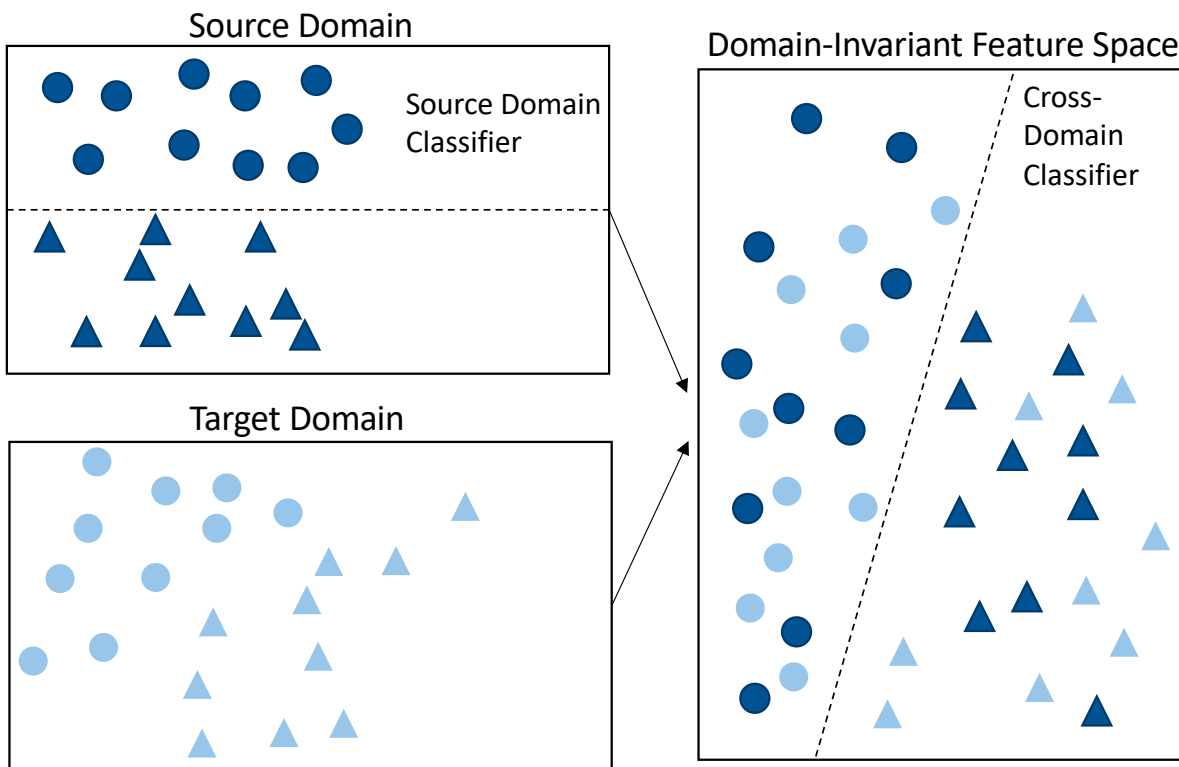 Source Domain
Source Domain
Classifier
Target Domain
Domain-Invariant Feature Space
Cross-
Domain
Classifier